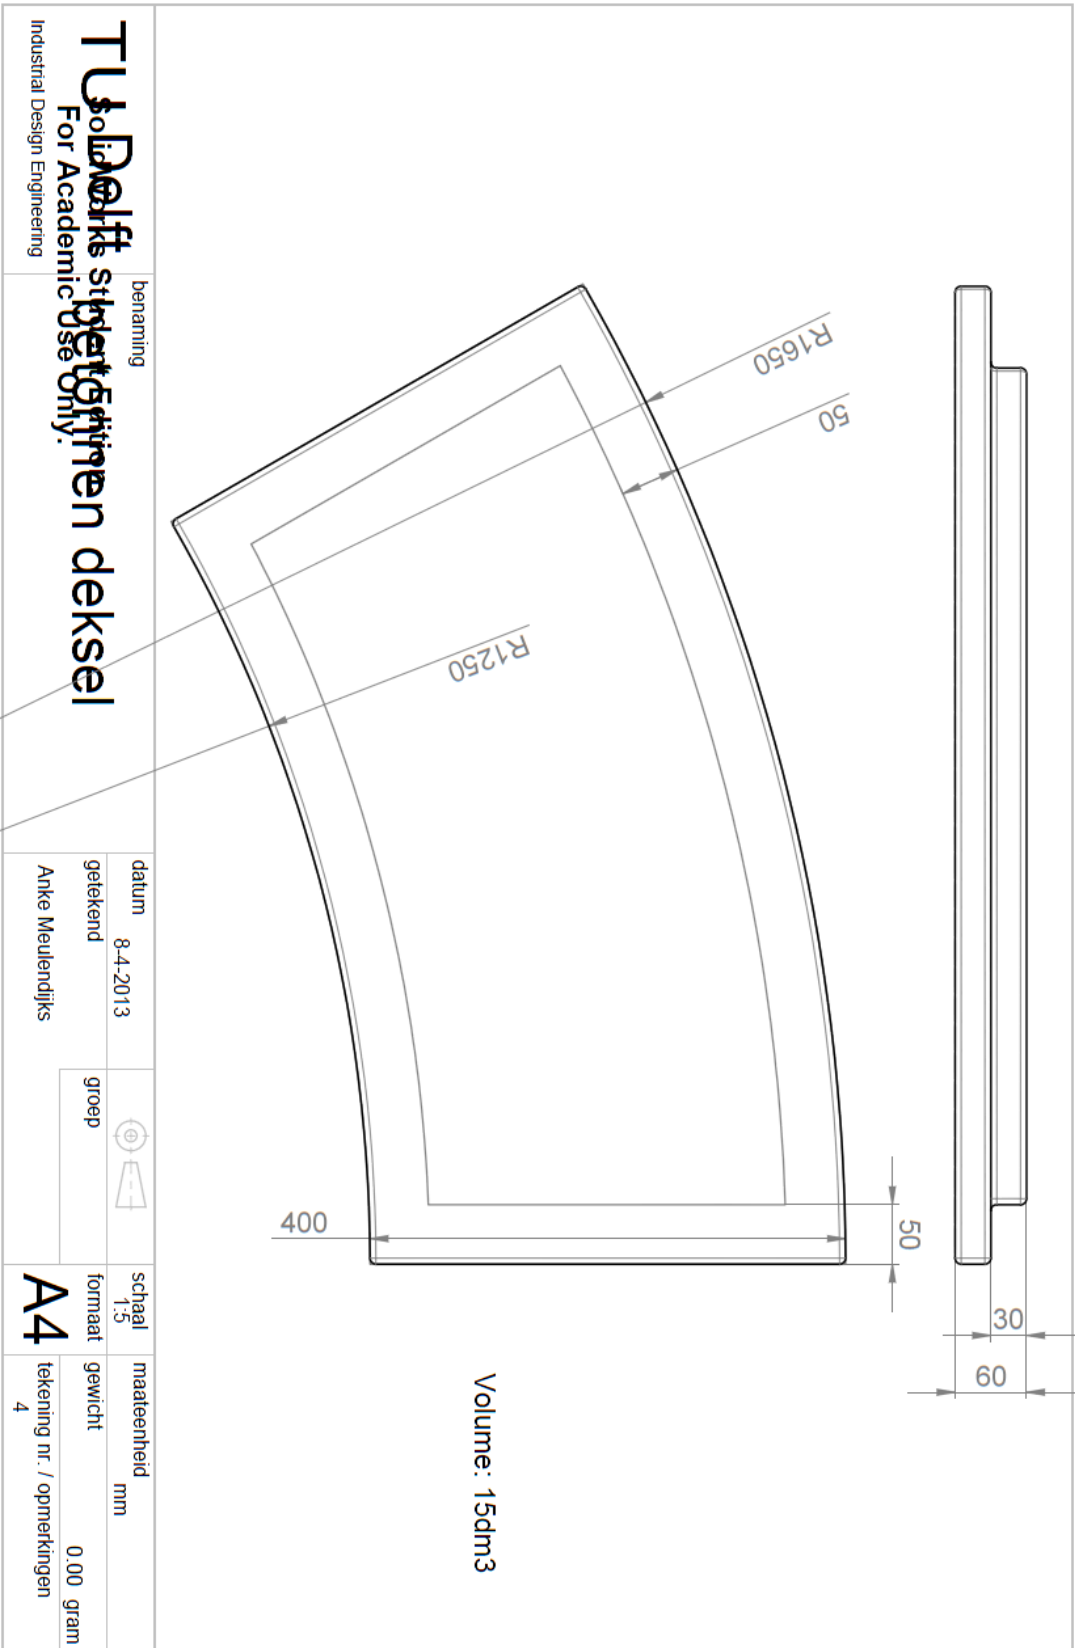 TU Delft
Industrial Design Engineering
SolidWorks Student Edition
For Academic Use Only.
benaming
betonnen deksel
datum
8-4-2013
getekend
Anke Meulendijks
groep
schaal
1:5
formaat
A4
maateenheid
mm
gewicht
0.00 gram
tekening nr. / opmerkingen
4
R1650
50
R1250
400
50
30
60
Volume: 15dm3